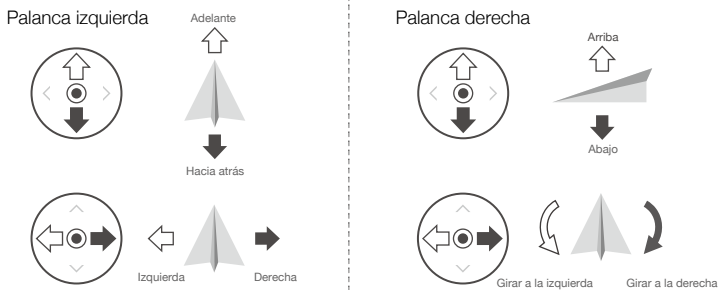 Palanca izquierda
Adelante
Hacia atrás
Izquierda
Derecha
Palanca derecha
Arriba
Abajo
Girar a la izquierda
Girar a la derecha